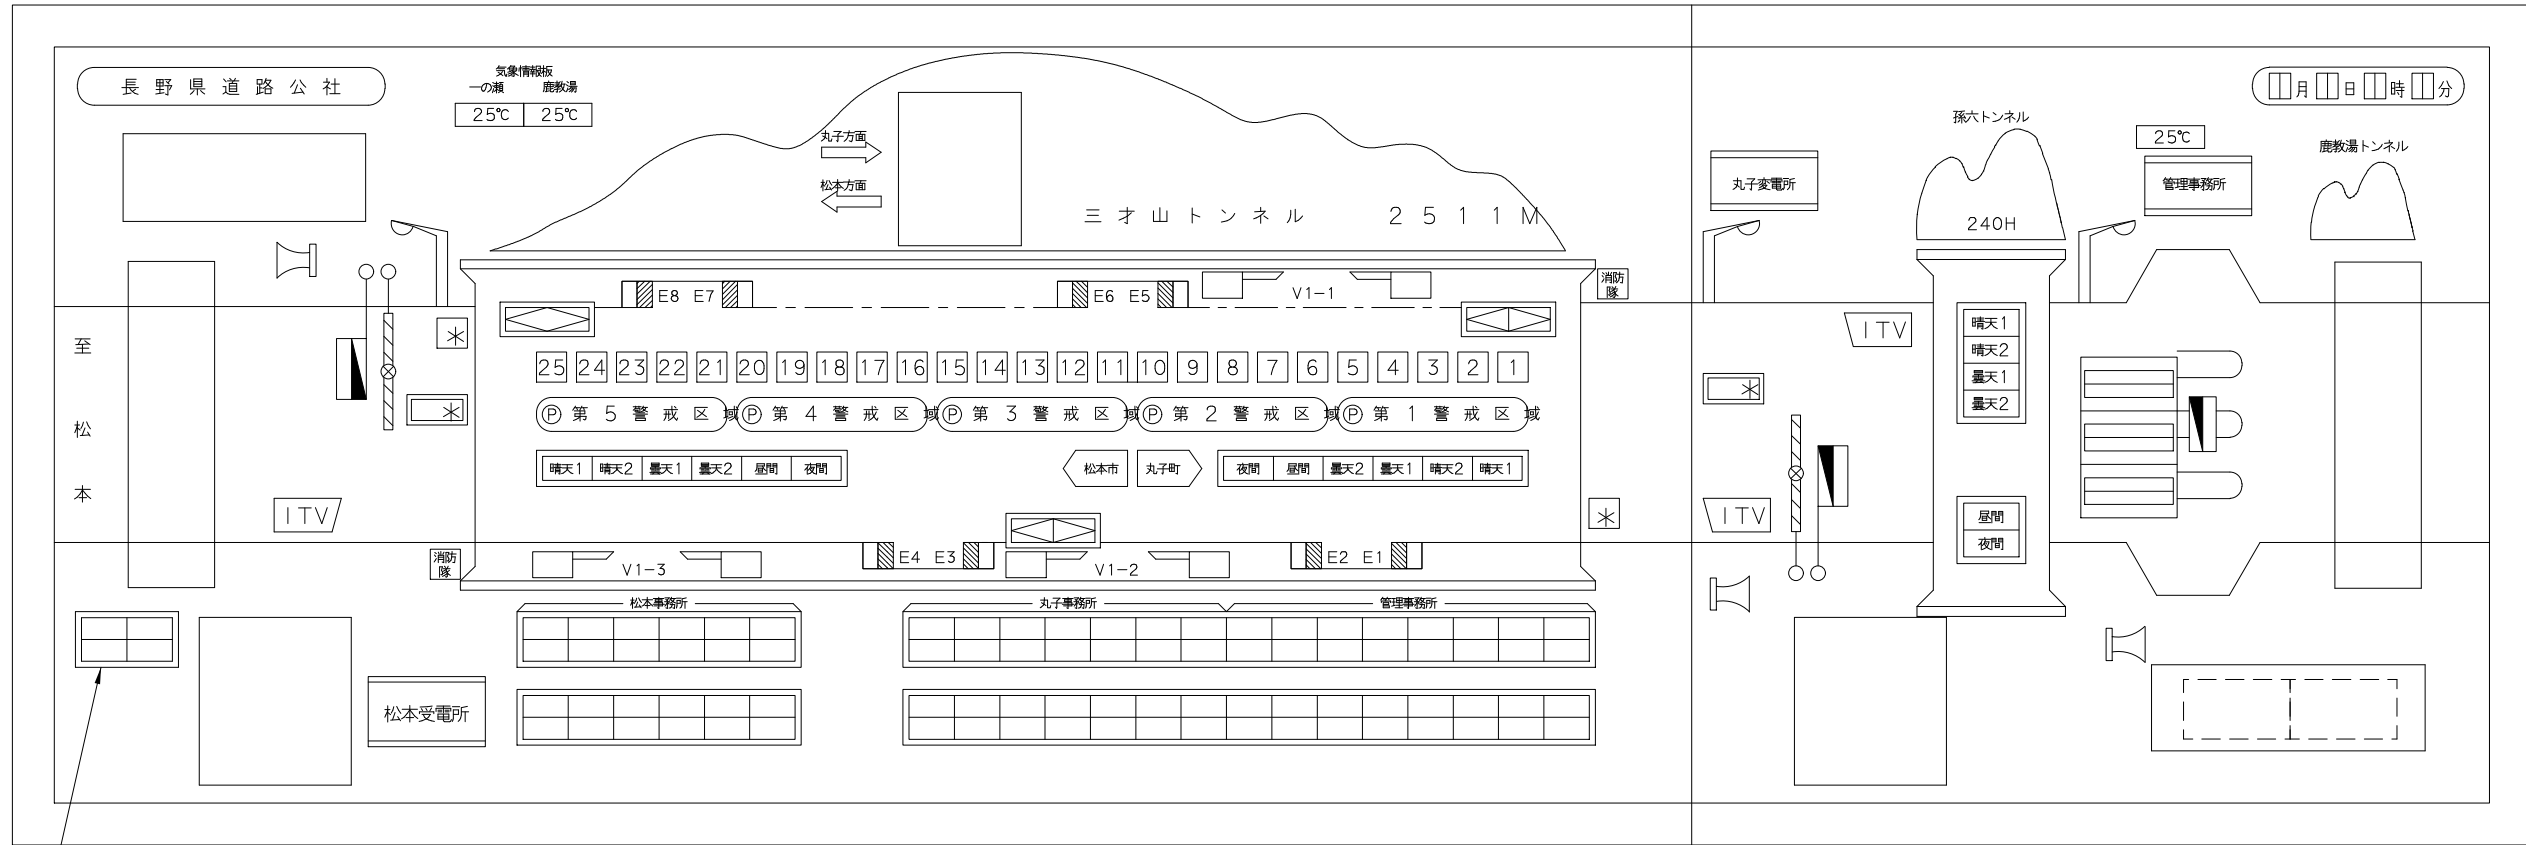 長野県道路公社
気象情報板
一の瀬 鹿教湯
25℃ 25℃
月 日 時 分
孫六トンネル
25℃
鹿教湯トンネル
丸子方面
松本方面
丸子変電所
管理事務所
三才山トンネル 2511M
240H
消防隊
E8 E7
E6 E5
V1-1
ITV
晴天1
晴天2
曇天1
曇天2
至松本
25 24 23 22 21 20 19 18 17 16 15 14 13 12 11 10 9 8 7 6 5 4 3 2 1
Ⓟ第5警戒区域 Ⓟ第4警戒区域 Ⓟ第3警戒区域 Ⓟ第2警戒区域 Ⓟ第1警戒区域
晴天1 晴天2 曇天1 曇天2 昼間 夜間
松本市 丸子町
夜間 昼間 曇天2 曇天1 晴天2 晴天1
ITV
ITV
昼間
夜間
消防隊
V1-3
E4 E3
V1-2
E2 E1
松本事務所
丸子事務所
管理事務所
松本受電所